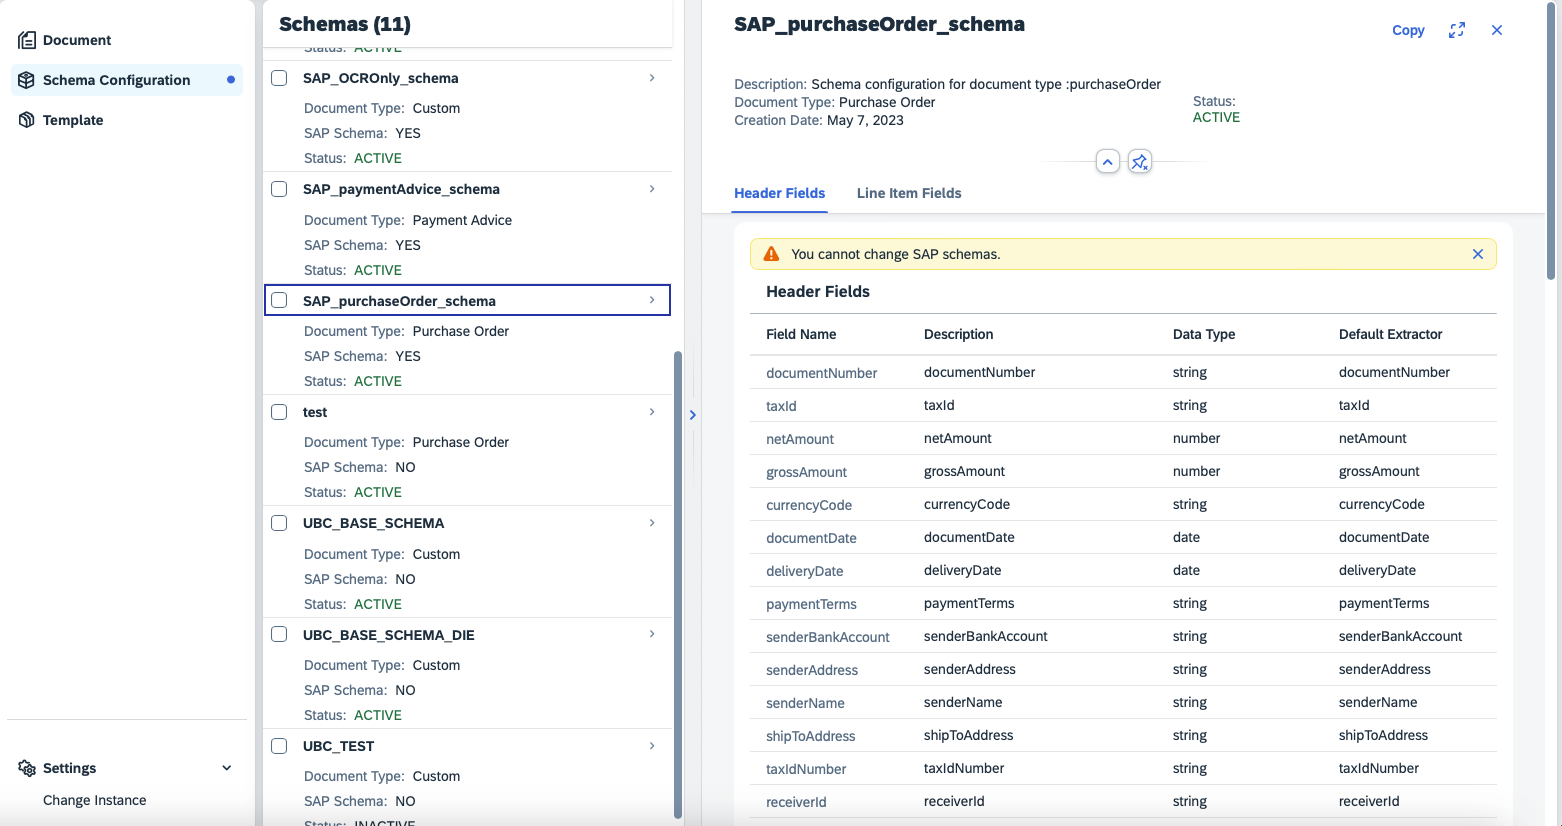 Document
Schema Configuration
Template
Settings
Change Instance
Schemas (11)
Status: ACTIVE
SAP_OCROnly_schema
Document Type: Custom
SAP Schema: YES
Status: ACTIVE
SAP_paymentAdvice_schema
Document Type: Payment Advice
SAP Schema: YES
Status: ACTIVE
SAP_purchaseOrder_schema
Document Type: Purchase Order
SAP Schema: YES
Status: ACTIVE
test
Document Type: Purchase Order
SAP Schema: NO
Status: ACTIVE
UBC_BASE_SCHEMA
Document Type: Custom
SAP Schema: NO
Status: ACTIVE
UBC_BASE_SCHEMA_DIE
Document Type: Custom
SAP Schema: NO
Status: ACTIVE
UBC_TEST
Document Type: Custom
SAP Schema: NO
Status: INACTIVE
SAP_purchaseOrder_schema
Copy
Description: Schema configuration for document type :purchaseOrder
Document Type: Purchase Order
Creation Date: May 7, 2023
Status:
ACTIVE
Header Fields Line Item Fields
You cannot change SAP schemas.
Header Fields
Field Name Description Data Type Default Extractor
documentNumber documentNumber string documentNumber
taxId taxId string taxId
netAmount netAmount number netAmount
grossAmount grossAmount number grossAmount
currencyCode currencyCode string currencyCode
documentDate documentDate date documentDate
deliveryDate deliveryDate date deliveryDate
paymentTerms paymentTerms string paymentTerms
senderBankAccount senderBankAccount string senderBankAccount
senderAddress senderAddress string senderAddress
senderName senderName string senderName
shipToAddress shipToAddress string shipToAddress
taxIdNumber taxIdNumber string taxIdNumber
receiverId receiverId string receiverId